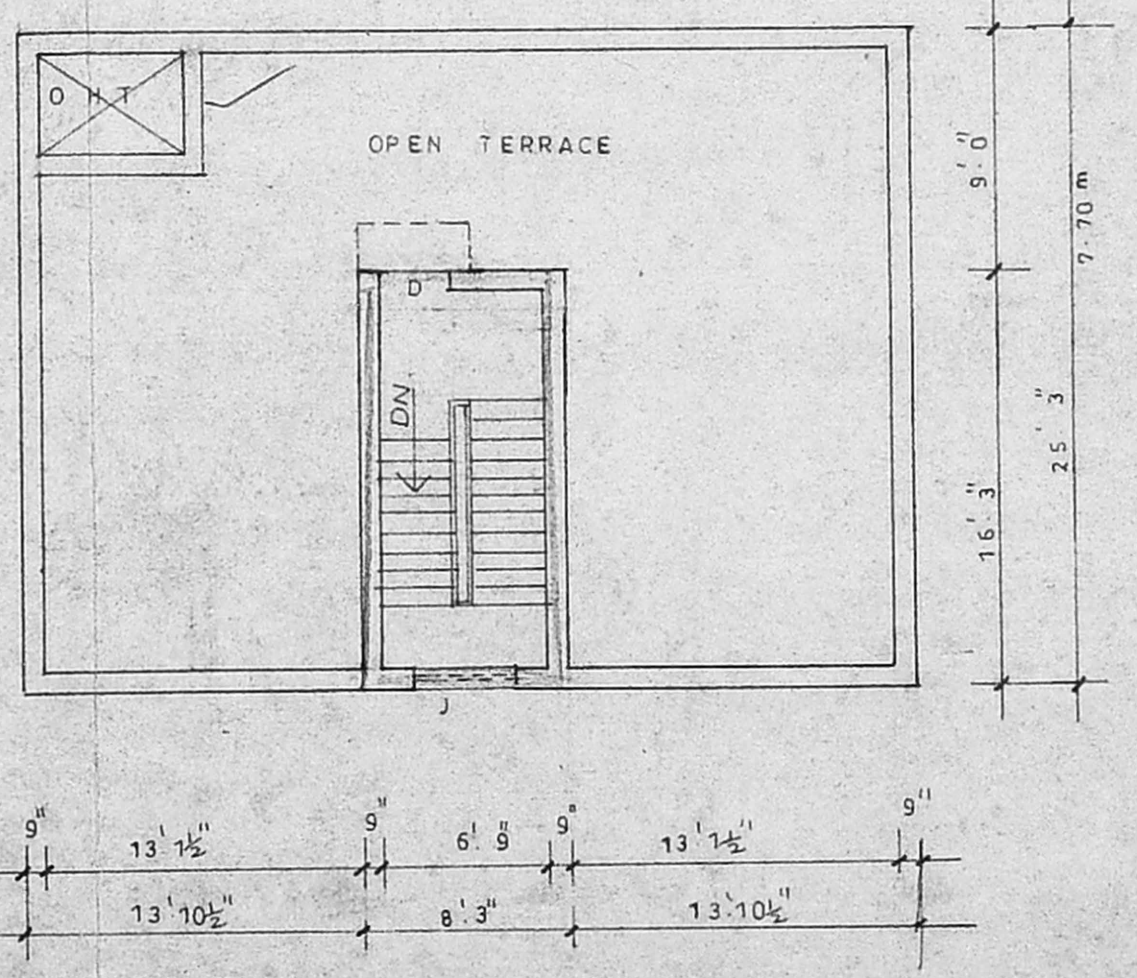 O H T
OPEN TERRACE
9'.0"
7.70 m
D
DN
25' 3"
16'.3"
J
9" 13' 1½" 9" 6'.9" 9" 13' 1½" 9"
13' 10½" 8'.3" 13'.10½"